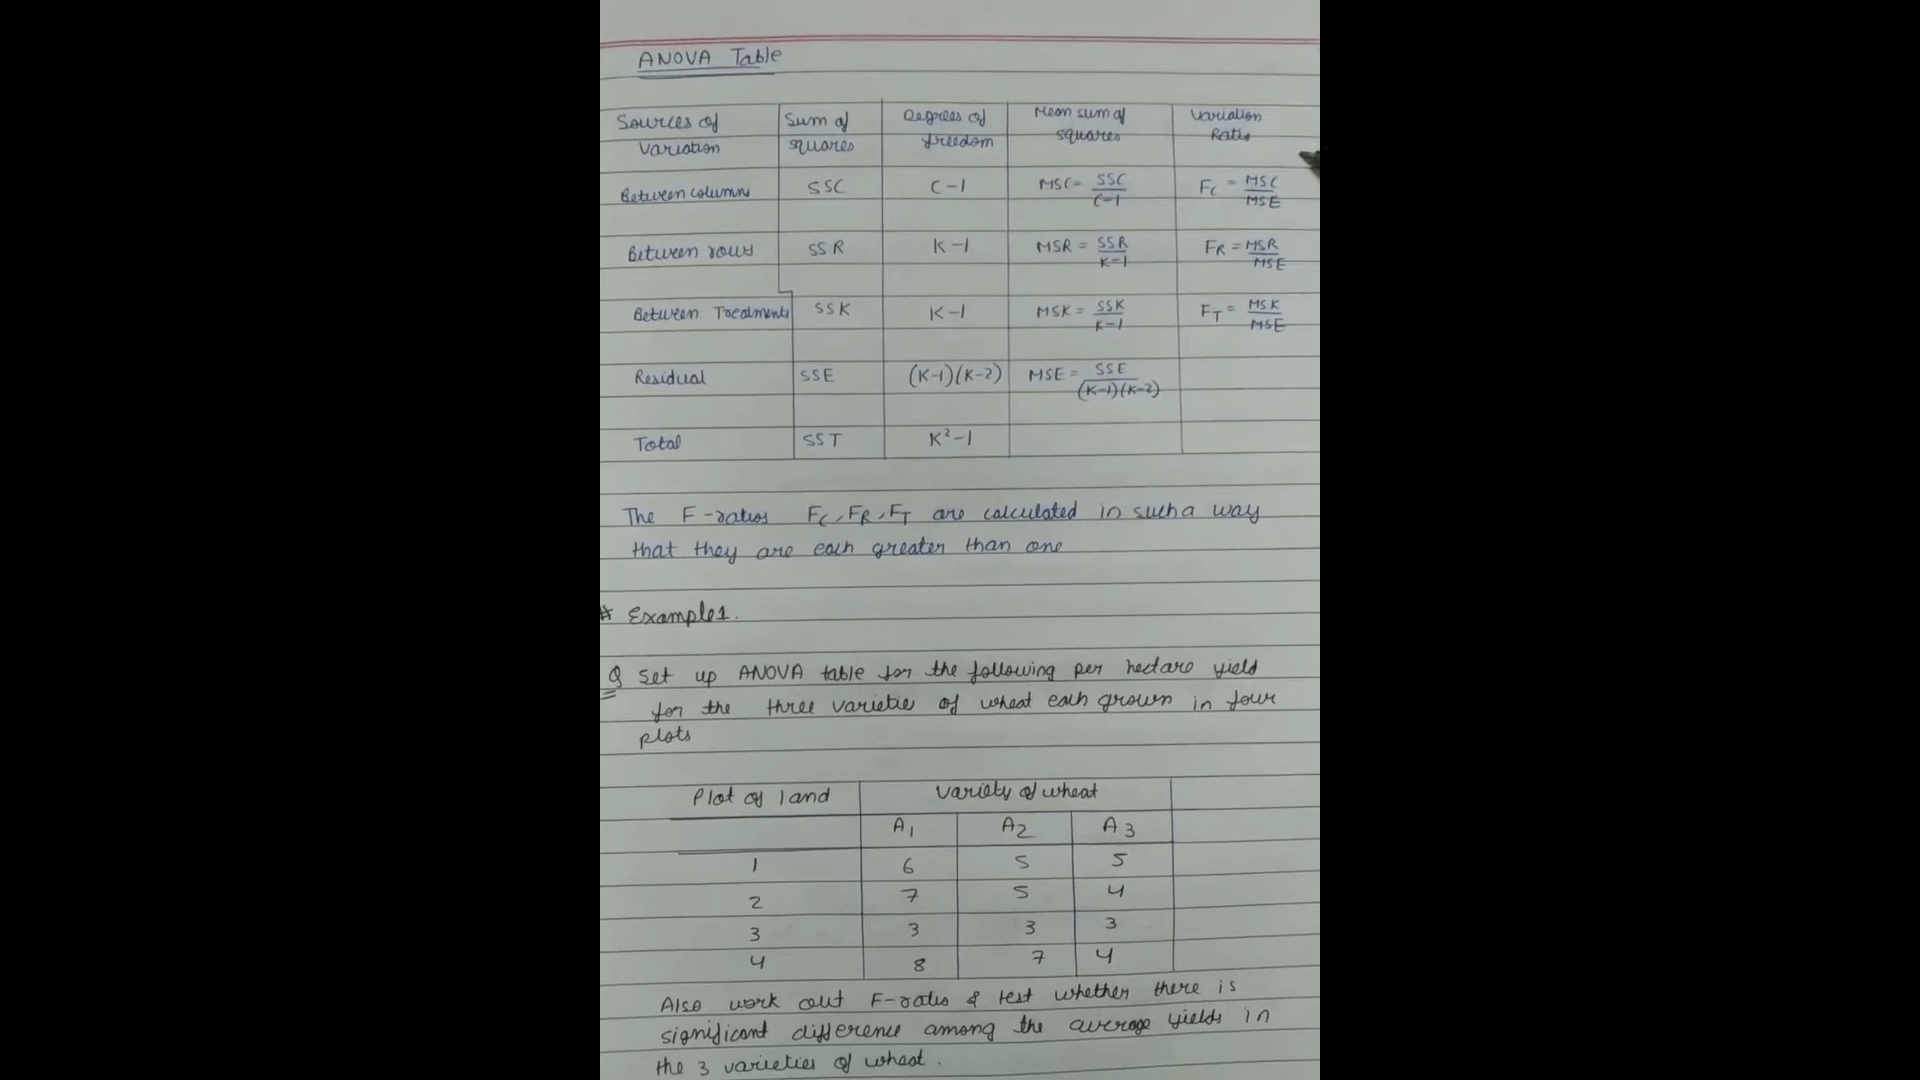 ANOVA Table
Sources of Variation | Sum of squares | Degrees of freedom | Mean sum of squares | Variation Ratio
Between columns | SSC | C-1 | MSC = SSC/C-1 | FC = MSC/MSE
Between rows | SSR | K-1 | MSR = SSR/K-1 | FR = MSR/MSE
Between Treatments | SSK | K-1 | MSK = SSK/K-1 | FT = MSK/MSE
Residual | SSE | (K-1)(K-2) | MSE = SSE/(K-1)(K-2)
Total | SST | K²-1
The F-ratios FC, FR, FT are calculated in such a way
that they are each greater than one
# Example1.
Q Set up ANOVA table for the following per hectare yield
for the three varieties of wheat each grown in four
plots
Plot of land | Variety of wheat
A1 | A2 | A3
1 | 6 | 5 | 5
2 | 7 | 5 | 4
3 | 3 | 3 | 3
4 | 8 | 7 | 4
Also work out F-ratio & test whether there is
significant difference among the average yields in
the 3 varieties of wheat.